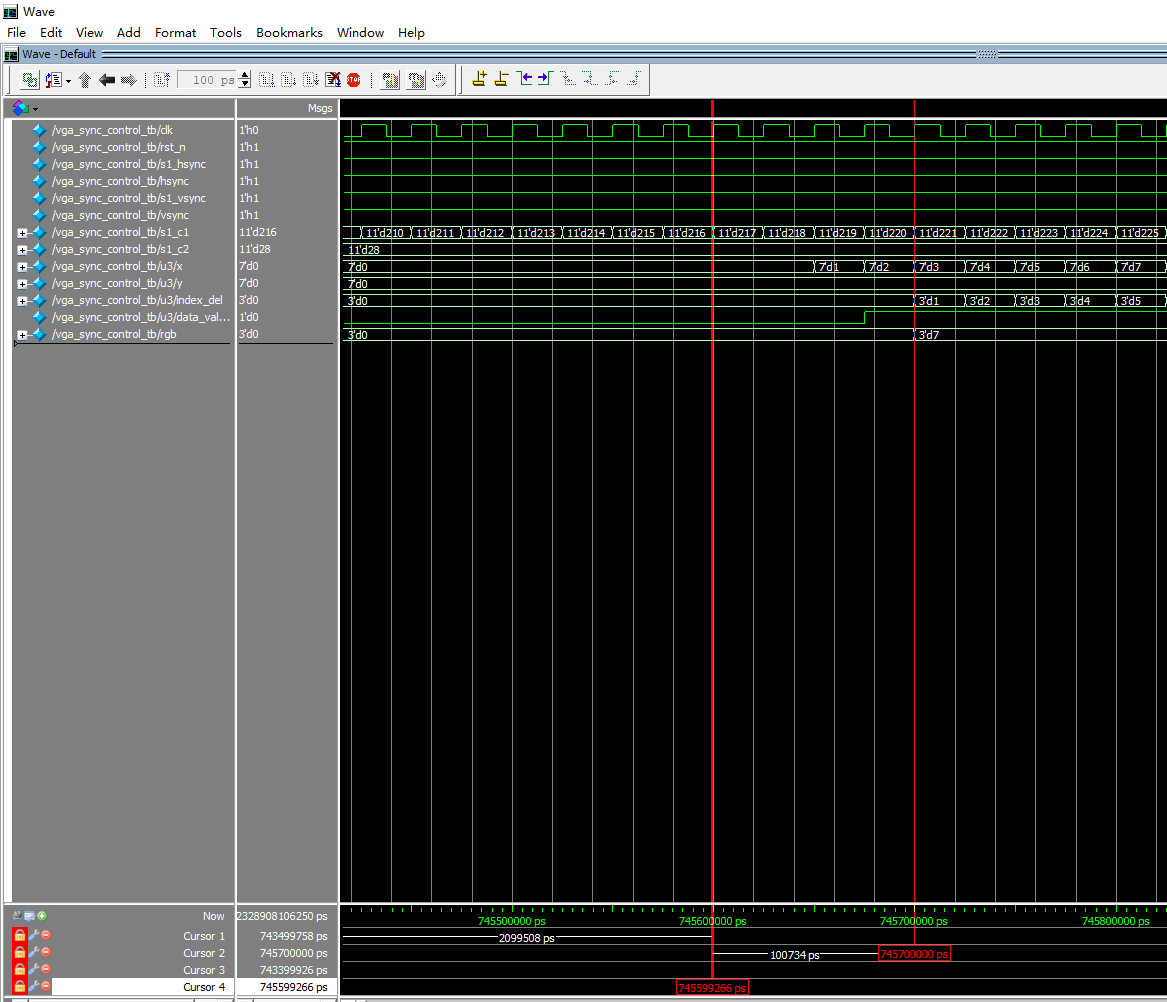 Wave
File Edit View Add Format Tools Bookmarks Window Help
Wave - Default
100 ps STOP
Msgs
/vga_sync_control_tb/clk 1'h0
/vga_sync_control_tb/rst_n 1'h1
/vga_sync_control_tb/s1_hsync 1'h1
/vga_sync_control_tb/hsync 1'h1
/vga_sync_control_tb/s1_vsync 1'h1
/vga_sync_control_tb/vsync 1'h1
/vga_sync_control_tb/s1_c1 11'd216 11'd210 11'd211 11'd212 11'd213 11'd214 11'd215 11'd216 11'd217 11'd218 11'd219 11'd220 11'd221 11'd222 11'd223 11'd224 11'd225
/vga_sync_control_tb/s1_c2 11'd28 11'd28
/vga_sync_control_tb/u3/x 7'd0 7'd0 7'd1 7'd2 7'd3 7'd4 7'd5 7'd6 7'd7
/vga_sync_control_tb/u3/y 7'd0 7'd0
/vga_sync_control_tb/u3/index_del 3'd0 3'd0 3'd1 3'd2 3'd3 3'd4 3'd5
/vga_sync_control_tb/u3/data_val... 1'd0
/vga_sync_control_tb/rgb 3'd0 3'd0 3'd7
Now 2328908106250 ps 745500000 ps 745600000 ps 745700000 ps 745800000 ps
Cursor 1 743499758 ps 2099508 ps
Cursor 2 745700000 ps 100734 ps 745700000 ps
Cursor 3 743399926 ps
Cursor 4 745599266 ps 745599266 ps